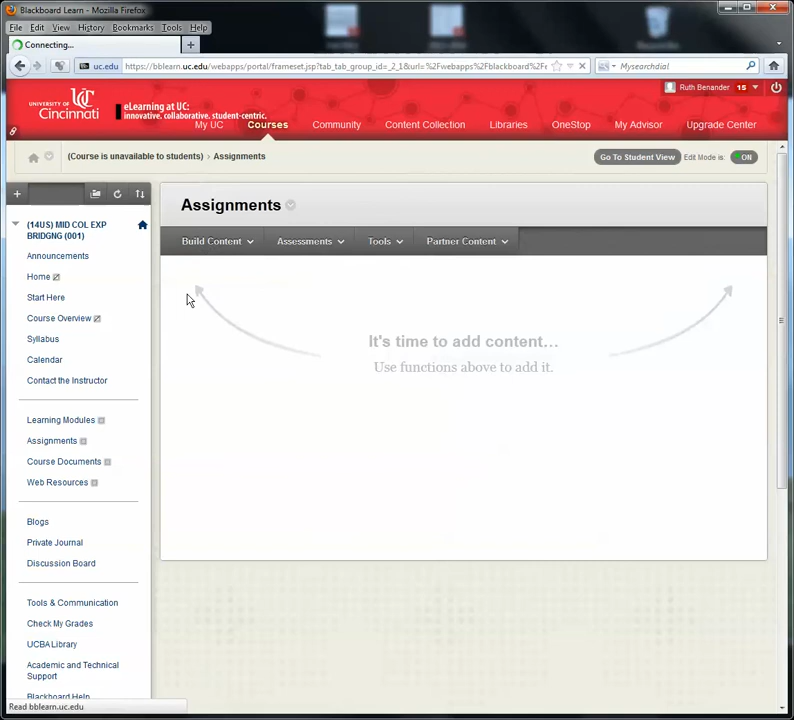 Blackboard Learn - Mozilla Firefox
File Edit View History Bookmarks Tools Help
Connecting...
uc.edu https://bblearn.uc.edu/webapps/portal/frameset.jsp?tab_tab_group_id=_2_1&url=%2Fwebapps%2Fblackboard%2Fe
Mysearchdial
Ruth Benander 15
UNIVERSITY OF
Cincinnati
eLearning at UC:
innovative. collaborative. student-centric.
My UC Courses Community Content Collection Libraries OneStop My Advisor Upgrade Center
(Course is unavailable to students) > Assignments
Go To Student View Edit Mode is: ON
(14US) MID COL EXP
BRIDGNG (001)
Announcements
Home
Start Here
Course Overview
Syllabus
Calendar
Contact the Instructor
Learning Modules
Assignments
Course Documents
Web Resources
Blogs
Private Journal
Discussion Board
Tools & Communication
Check My Grades
UCBA Library
Academic and Technical
Support
Blackboard Help
Assignments
Build Content Assessments Tools Partner Content
It's time to add content...
Use functions above to add it.
Read bblearn.uc.edu